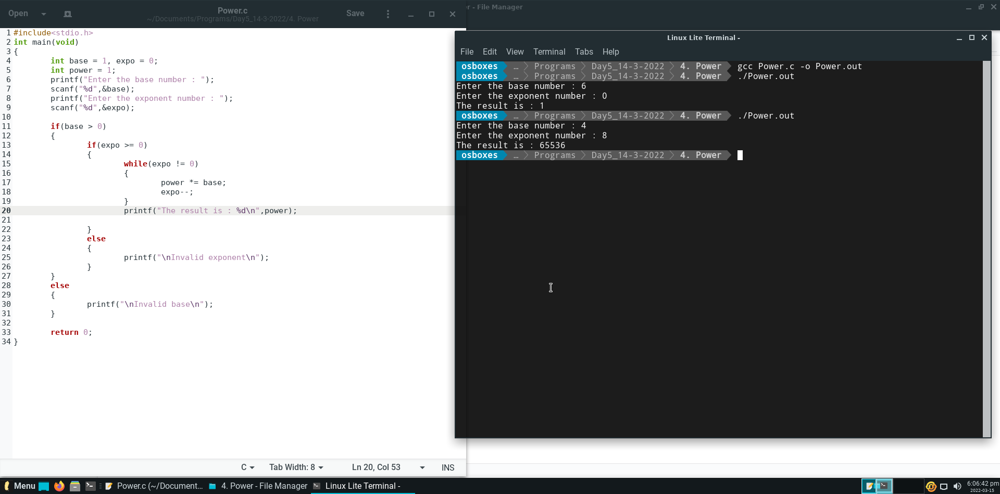 Open
Power.c
~/Documents/Programs/Day5_14-3-2022/4. Power
Save
r - File Manager
1 #include<stdio.h>
2 int main(void)
3 {
4 int base = 1, expo = 0;
5 int power = 1;
6 printf("Enter the base number : ");
7 scanf("%d",&base);
8 printf("Enter the exponent number : ");
9 scanf("%d",&expo);
10
11 if(base > 0)
12 {
13 if(expo >= 0)
14 {
15 while(expo != 0)
16 {
17 power *= base;
18 expo--;
19 }
20 printf("The result is : %d\n",power);
21
22 }
23 else
24 {
25 printf("\nInvalid exponent\n");
26 }
27 }
28 else
29 {
30 printf("\nInvalid base\n");
31 }
32
33 return 0;
34 }
C Tab Width: 8 Ln 20, Col 53 INS
Linux Lite Terminal -
File Edit View Terminal Tabs Help
osboxes … Programs Day5_14-3-2022 4. Power gcc Power.c -o Power.out
osboxes … Programs Day5_14-3-2022 4. Power ./Power.out
Enter the base number : 6
Enter the exponent number : 0
The result is : 1
osboxes … Programs Day5_14-3-2022 4. Power ./Power.out
Enter the base number : 4
Enter the exponent number : 8
The result is : 65536
osboxes … Programs Day5_14-3-2022 4. Power
Menu Power.c (~/Document... 4. Power - File Manager Linux Lite Terminal - 6:06:42 pm
2022-03-15